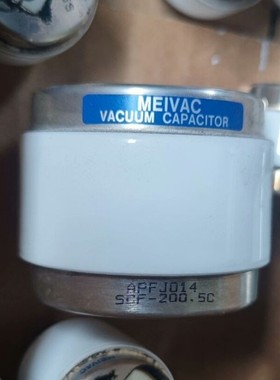 MEIVAC
VACUUM CAPACITOR
APFJ014
SCF-200.5C